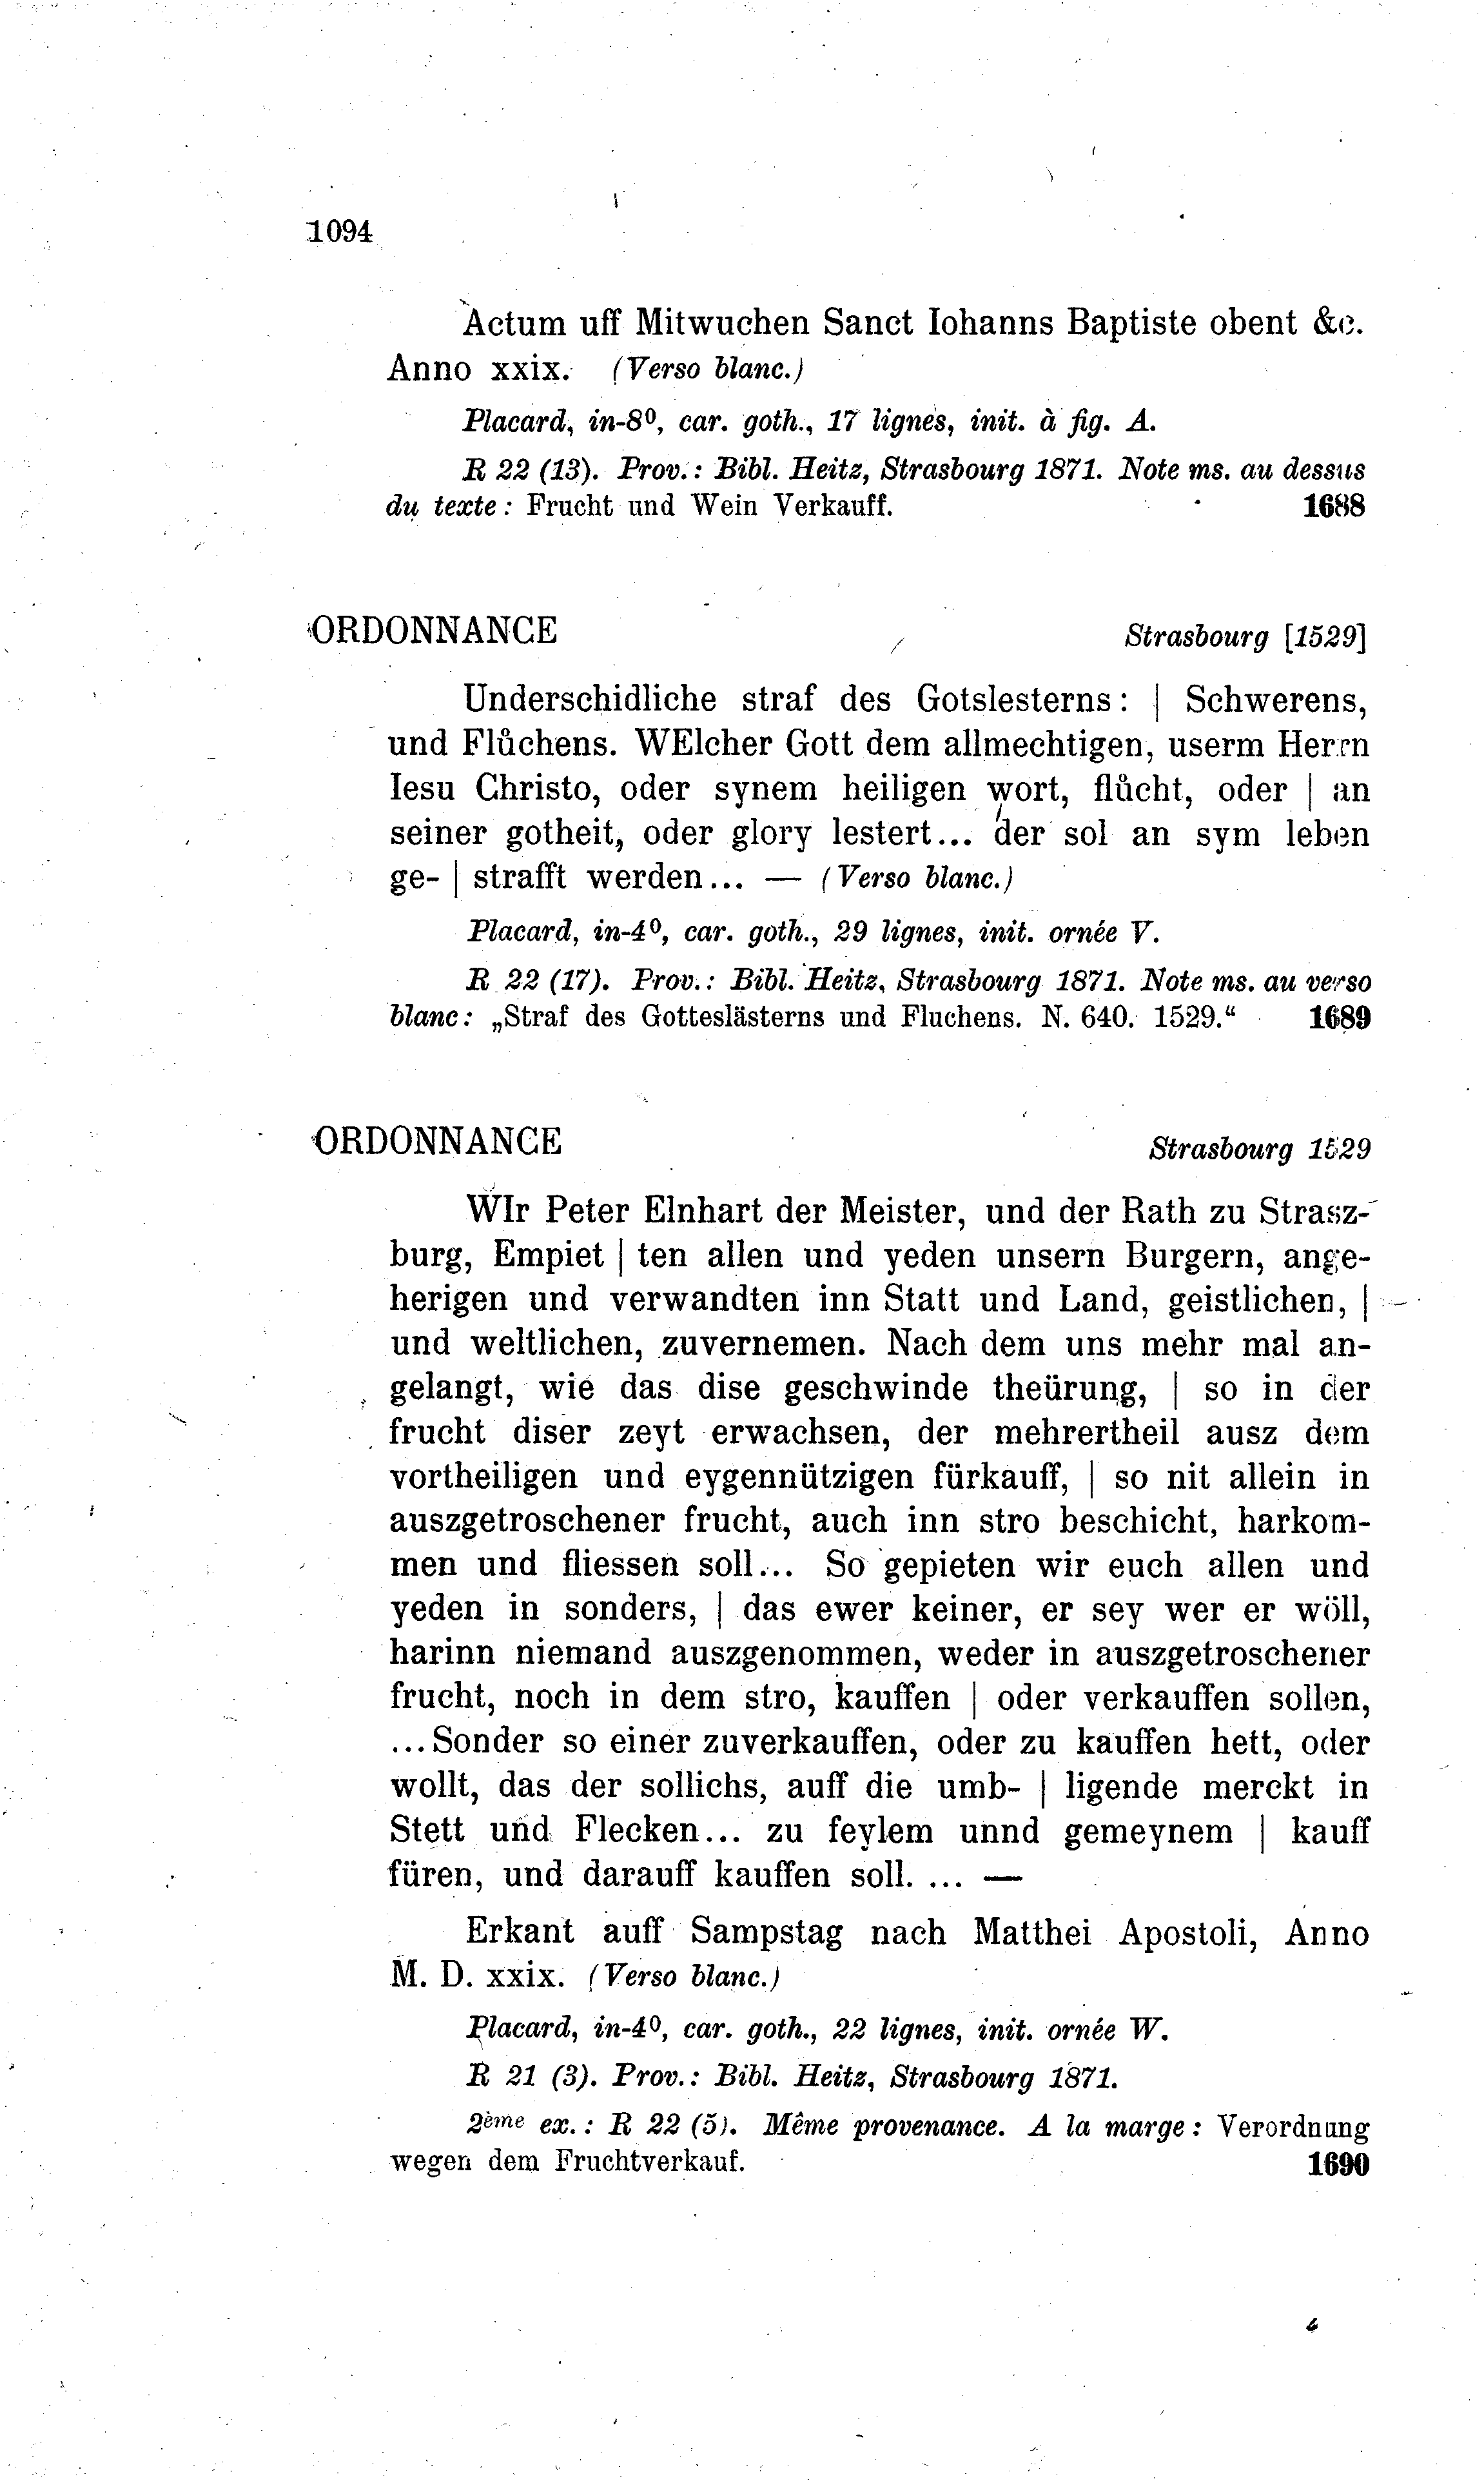 1094
Actum uff Mitwuchen Sanct Iohanns Baptiste obent &c.
Anno xxix. (Verso blanc.)
Placard, in-8⁰, car. goth., 17 lignes, init. à fig. A.
R 22 (13). Prov.: Bibl. Heitz, Strasbourg 1871. Note ms. au dessus
du texte: Frucht und Wein Verkauff. 1688
ORDONNANCE Strasbourg [1529]
Underschidliche straf des Gotslesterns: | Schwerens,
und Flůchens. WElcher Gott dem allmechtigen, userm Herrn
Iesu Christo, oder synem heiligen wort, flůcht, oder | an
seiner gotheit, oder glory lestert... der sol an sym leben
ge- | strafft werden... — (Verso blanc.)
Placard, in-4⁰, car. goth., 29 lignes, init. ornée V.
R 22 (17). Prov.: Bibl. Heitz, Strasbourg 1871. Note ms. au verso
blanc: „Straf des Gotteslästerns und Fluchens. N. 640. 1529.“ 1689
ORDONNANCE Strasbourg 1529
WIr Peter Elnhart der Meister, und der Rath zu Strasz-
burg, Empiet | ten allen und yeden unsern Burgern, ange-
herigen und verwandten inn Statt und Land, geistlichen, |
und weltlichen, zuvernemen. Nach dem uns mehr mal an-
gelangt, wie das dise geschwinde theürung, | so in der
frucht diser zeyt erwachsen, der mehrertheil ausz dem
vortheiligen und eygennützigen fürkauff, | so nit allein in
auszgetroschener frucht, auch inn stro beschicht, harkom-
men und fliessen soll... So gepieten wir euch allen und
yeden in sonders, | das ewer keiner, er sey wer er wöll,
harinn niemand auszgenommen, weder in auszgetroschener
frucht, noch in dem stro, kauffen | oder verkauffen sollen,
...Sonder so einer zuverkauffen, oder zu kauffen hett, oder
wollt, das der sollichs, auff die umb- | ligende merckt in
Stett und Flecken... zu feylem unnd gemeynem | kauff
füren, und darauff kauffen soll. ... —
Erkant auff Sampstag nach Matthei Apostoli, Anno
M. D. xxix. (Verso blanc.)
Placard, in-4⁰, car. goth., 22 lignes, init. ornée W.
R 21 (3). Prov.: Bibl. Heitz, Strasbourg 1871.
2ème ex.: R 22 (5). Même provenance. A la marge: Verordnung
wegen dem Fruchtverkauf. 1690